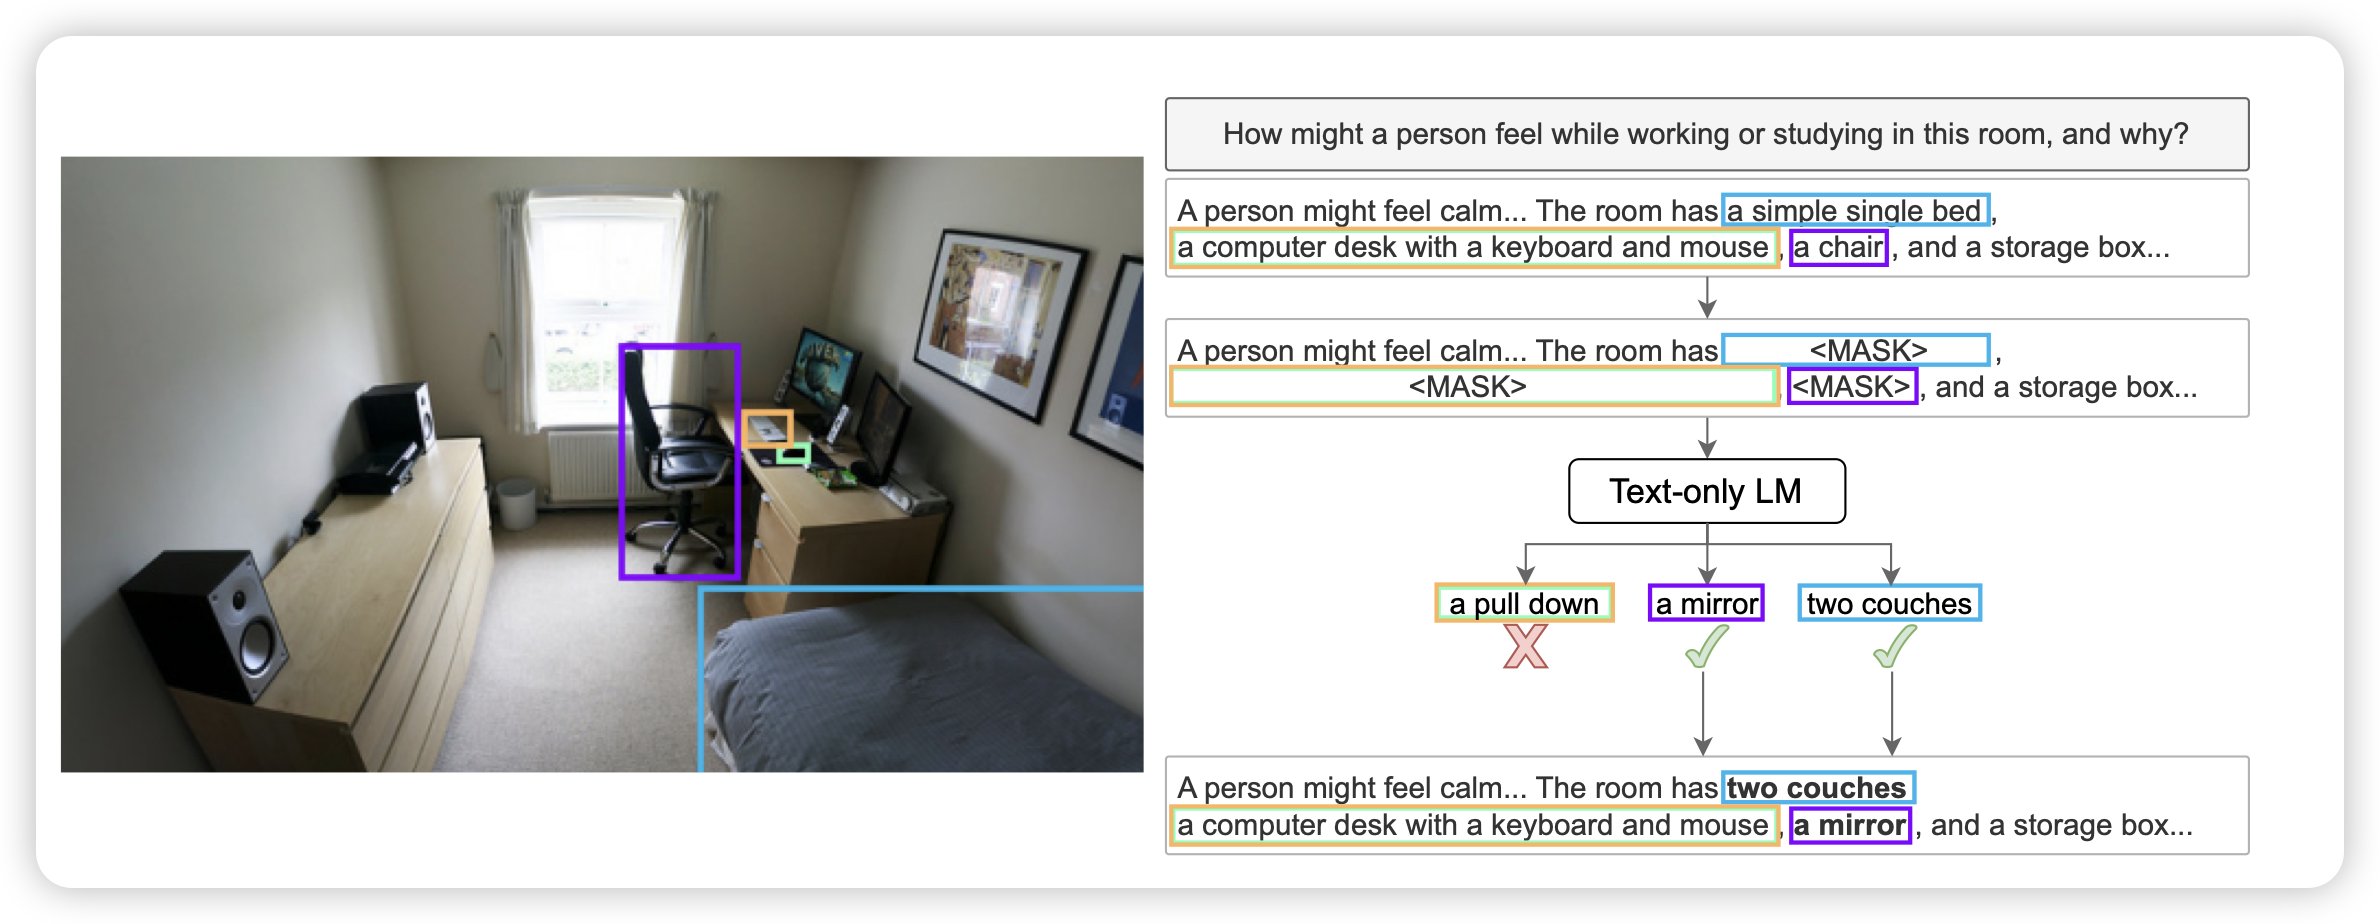 How might a person feel while working or studying in this room, and why?
A person might feel calm... The room has a simple single bed ,
a computer desk with a keyboard and mouse , a chair , and a storage box...
A person might feel calm... The room has <MASK> ,
<MASK> , <MASK> , and a storage box...
Text-only LM
a pull down a mirror two couches
A person might feel calm... The room has two couches
a computer desk with a keyboard and mouse , a mirror , and a storage box...